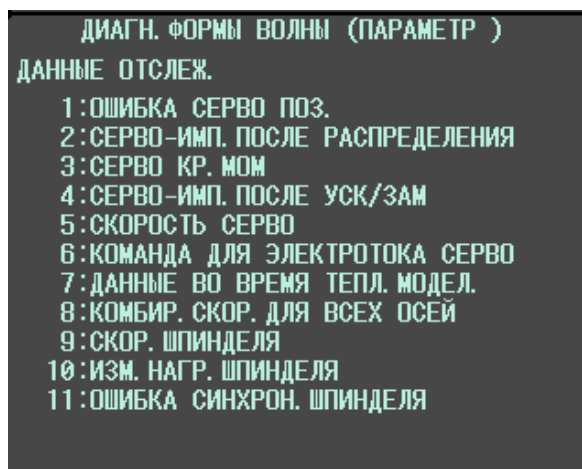 ДИАГН. ФОРМЫ ВОЛНЫ (ПАРАМЕТР )
ДАННЫЕ ОТСЛЕЖ.
1:ОШИБКА СЕРВО ПОЗ.
2:СЕРВО-ИМП. ПОСЛЕ РАСПРЕДЕЛЕНИЯ
3:СЕРВО КР. МОМ
4:СЕРВО-ИМП. ПОСЛЕ УСК/ЗАМ
5:СКОРОСТЬ СЕРВО
6:КОМАНДА ДЛЯ ЭЛЕКТРОТОКА СЕРВО
7:ДАННЫЕ ВО ВРЕМЯ ТЕПЛ. МОДЕЛ.
8:КОМБИР. СКОР. ДЛЯ ВСЕХ ОСЕЙ
9:СКОР. ШПИНДЕЛЯ
10:ИЗМ. НАГР. ШПИНДЕЛЯ
11:ОШИБКА СИНХРОН. ШПИНДЕЛЯ